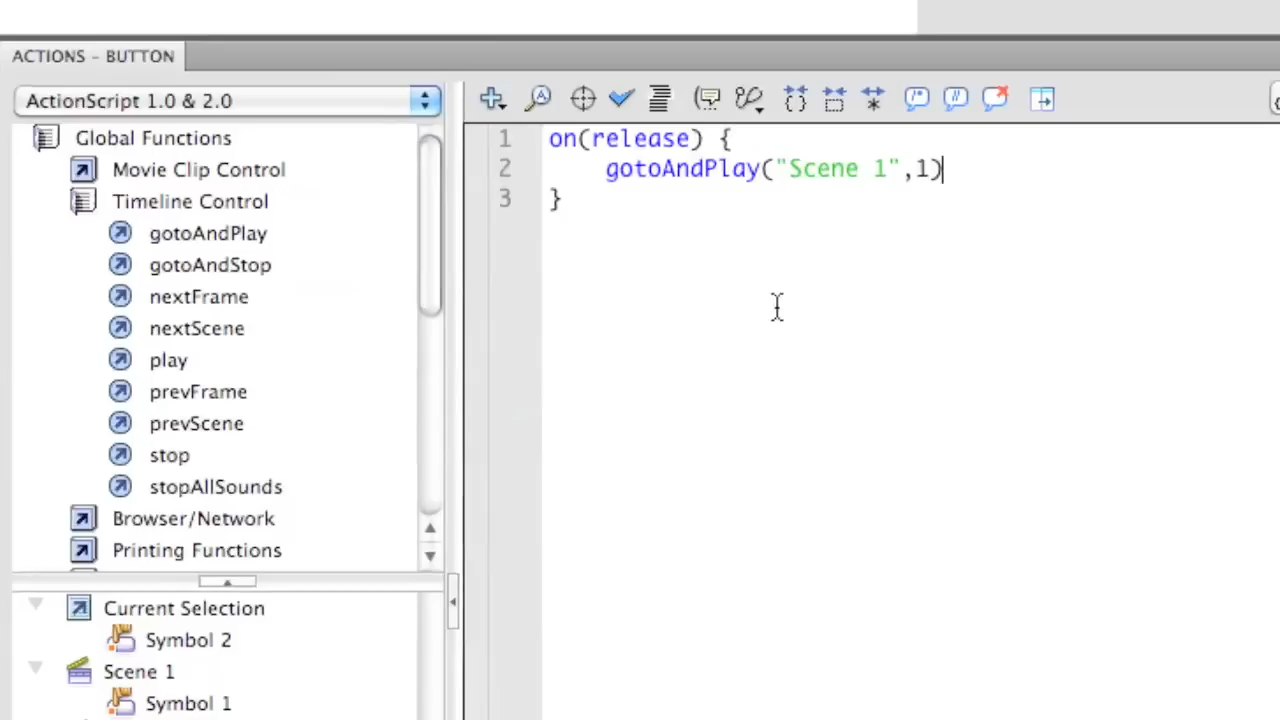 ACTIONS - BUTTON
ActionScript 1.0 & 2.0
Global Functions
Movie Clip Control
Timeline Control
gotoAndPlay
gotoAndStop
nextFrame
nextScene
play
prevFrame
prevScene
stop
stopAllSounds
Browser/Network
Printing Functions
Current Selection
Symbol 2
Scene 1
Symbol 1
1 on(release) {
2 gotoAndPlay("Scene 1",1)
3 }